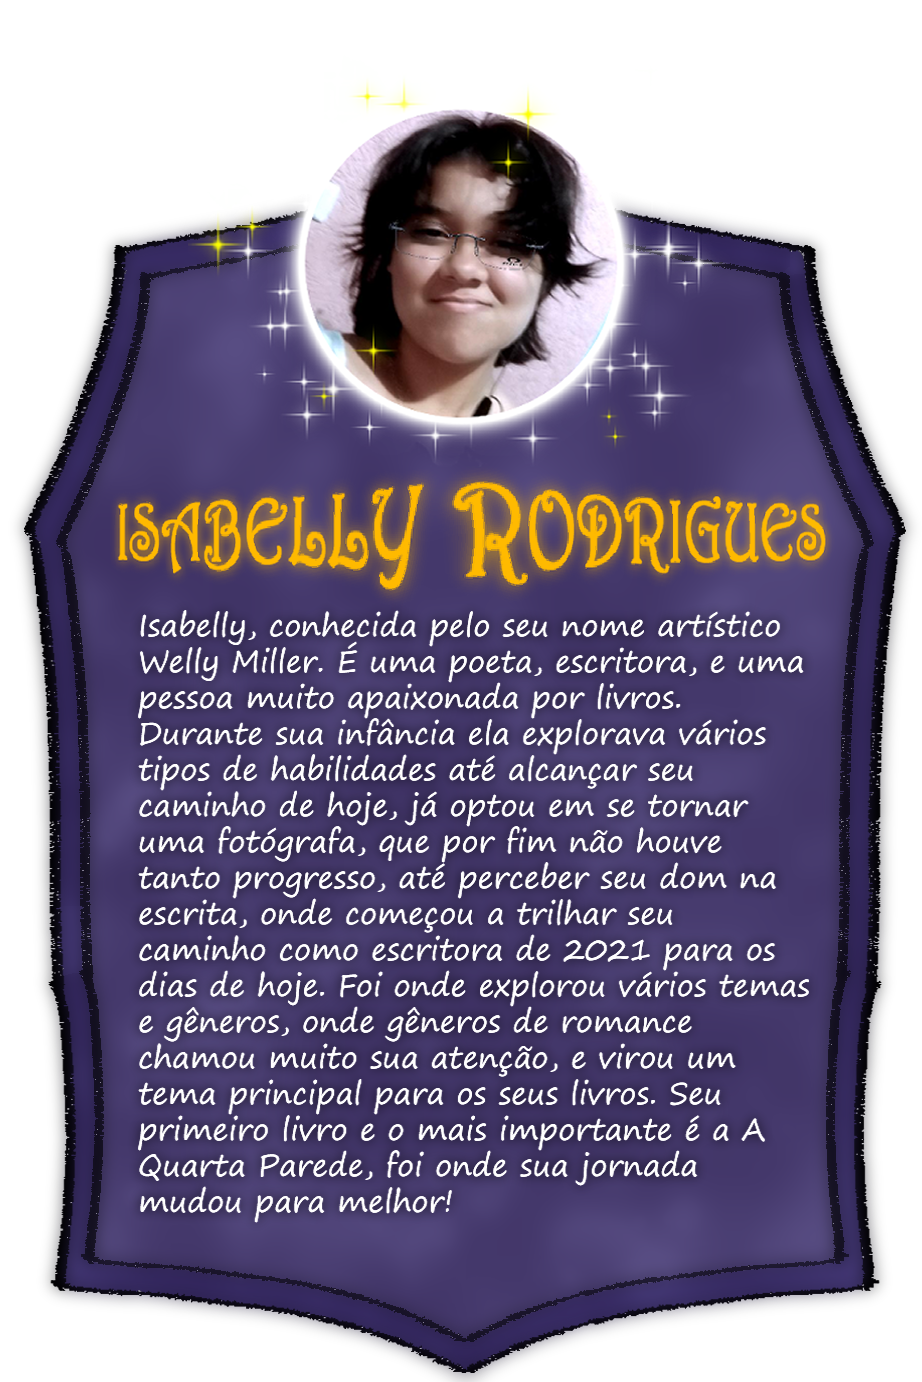 Isabelly Rodrigues
Isabelly, conhecida pelo seu nome artístico
Welly Miller. É uma poeta, escritora, e uma
pessoa muito apaixonada por livros.
Durante sua infância ela explorava vários
tipos de habilidades até alcançar seu
caminho de hoje, já optou em se tornar
uma fotógrafa, que por fim não houve
tanto progresso, até perceber seu dom na
escrita, onde começou a trilhar seu
caminho como escritora de 2021 para os
dias de hoje. Foi onde explorou vários temas
e gêneros, onde gêneros de romance
chamou muito sua atenção, e virou um
tema principal para os seus livros. Seu
primeiro livro e o mais importante é a A
Quarta Parede, foi onde sua jornada
mudou para melhor!